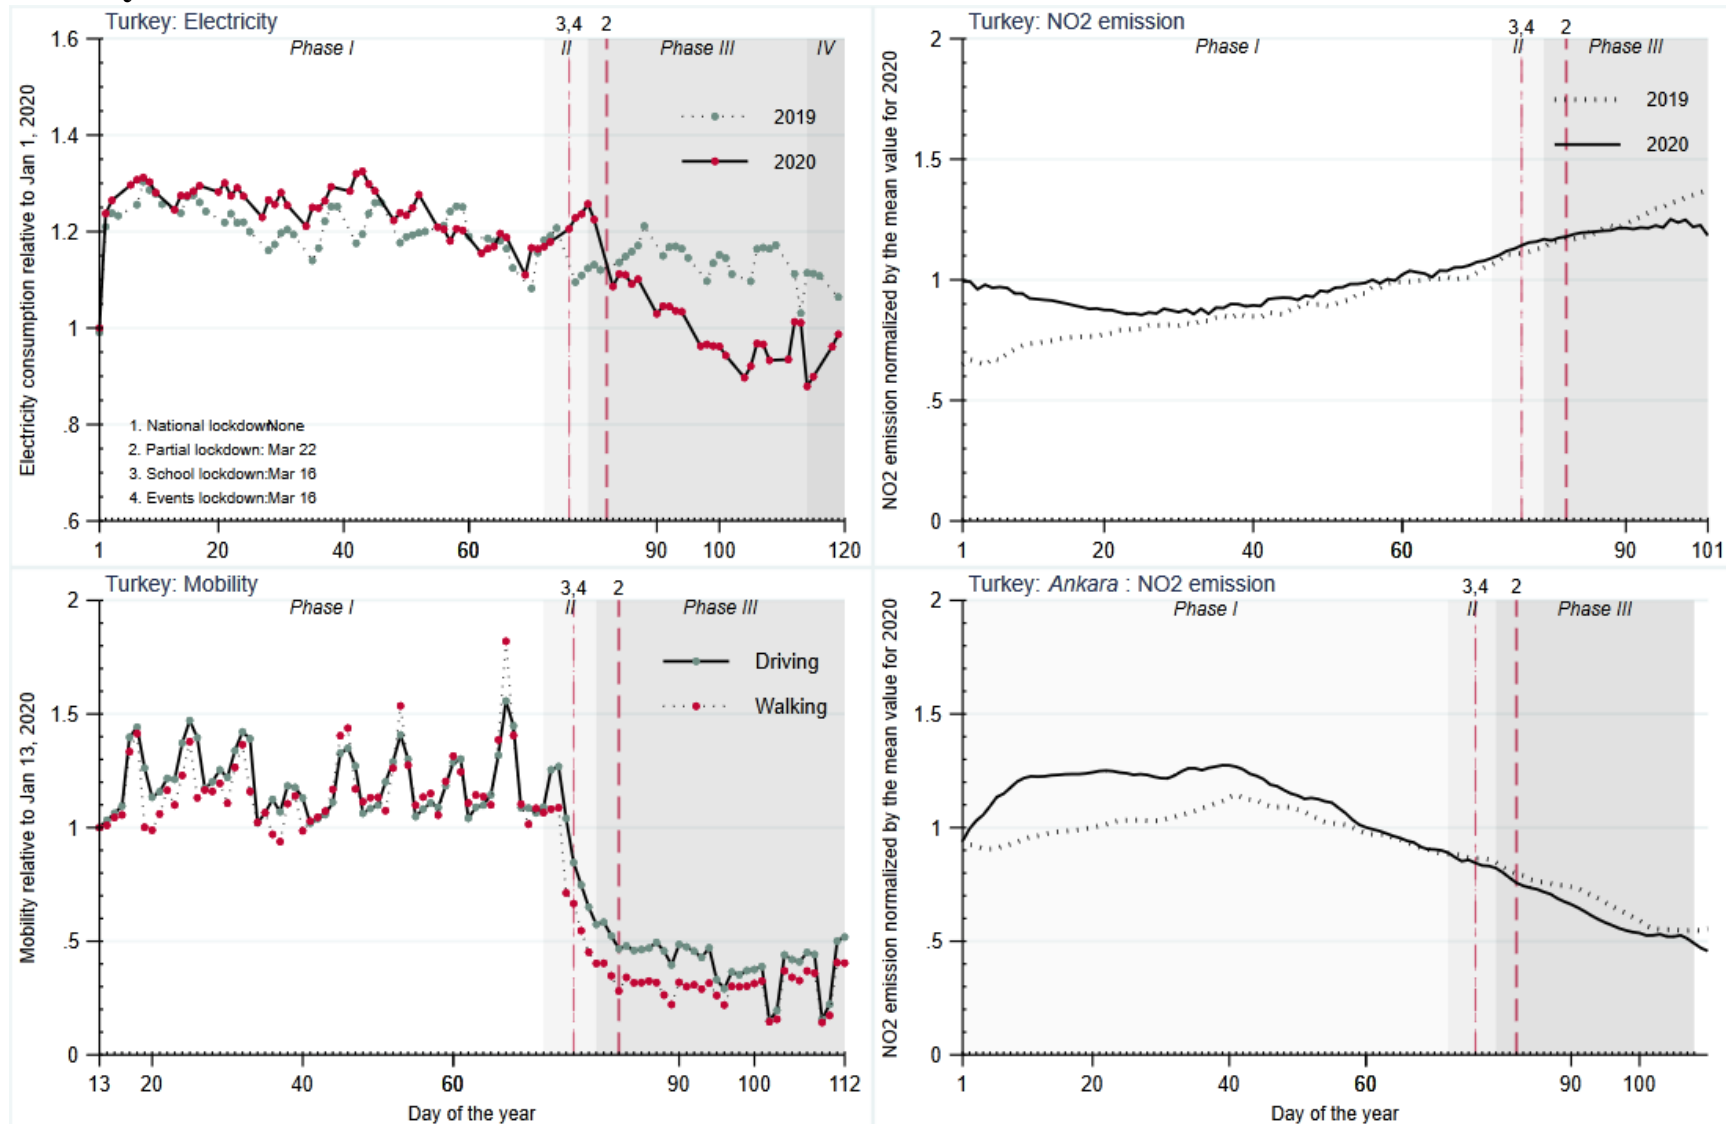 Turkey: Electricity
3,4 2
Phase I II Phase III IV
1.6
1.4
1.2
1
.8
.6
Electricity consumption relative to Jan 1, 2020
2019
2020
1. National lockdown:None
2. Partial lockdown: Mar 22
3. School lockdown:Mar 16
4. Events lockdown:Mar 16
1 20 40 60 90 100 120
Turkey: NO2 emission
3,4 2
Phase I II Phase III
2
1.5
1
.5
0
NO2 emission normalized by the mean value for 2020
2019
2020
1 20 40 60 90 101
Turkey: Mobility
3,4 2
Phase I II Phase III
2
1.5
1
.5
0
Mobility relative to Jan 13, 2020
Driving
Walking
13 20 40 60 90 100 112
Day of the year
Turkey: Ankara : NO2 emission
3,4 2
Phase I II Phase III
2
1.5
1
.5
0
NO2 emission normalized by the mean value for 2020
1 20 40 60 90 100
Day of the year